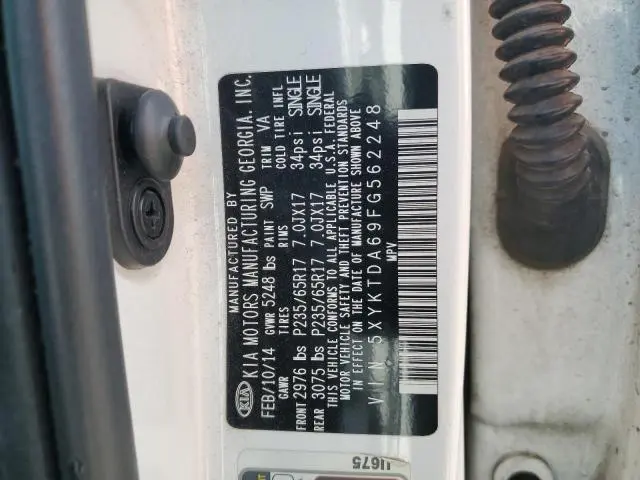 MANUFACTURED BY
KIA KIA MOTORS MANUFACTURING GEORGIA. INC.
FEB/10/14 GVWR 5248 lbs PAINT SWP TRIM VA
GAWR TIRES RIMS COLD TIRE INFL
FRONT 2976 lbs P235/65R17 7.0JX17 34psi SINGLE
REAR 3075 lbs P235/65R17 7.0JX17 34psi SINGLE
THIS VEHICLE CONFORMS TO ALL APPLICABLE U.S.A. FEDERAL
MOTOR VEHICLE SAFETY AND THEFT PREVENTION STANDARDS
IN EFFECT ON THE DATE OF MANUFACTURE SHOWN ABOVE
VIN 5XYKTDA69FG562248
MPV
U675